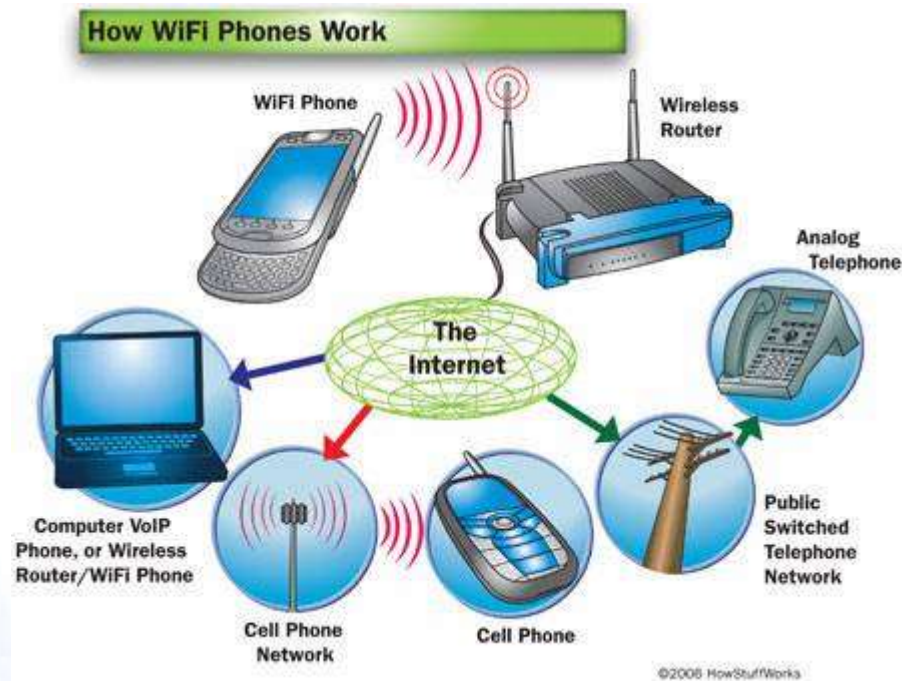 How WiFi Phones Work
WiFi Phone
Wireless
Router
Analog
Telephone
The
Internet
Computer VoIP
Phone, or Wireless
Router/WiFi Phone
Cell Phone
Network
Cell Phone
Public
Switched
Telephone
Network
©2006 HowStuffWorks